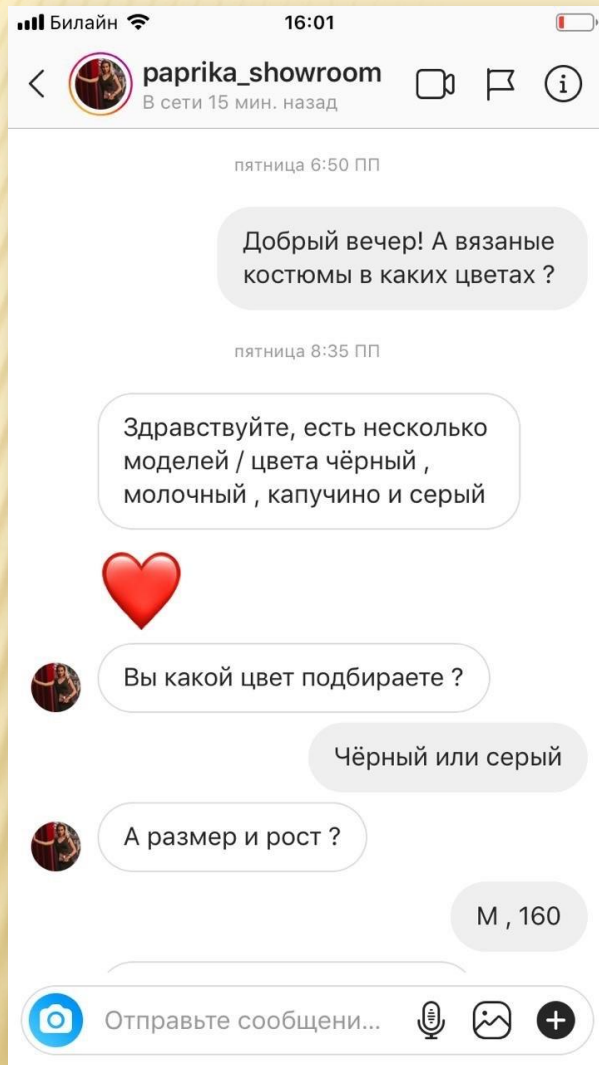 Билайн 16:01
paprika_showroom
В сети 15 мин. назад
пятница 6:50 ПП
Добрый вечер! А вязаные
костюмы в каких цветах ?
пятница 8:35 ПП
Здравствуйте, есть несколько
моделей / цвета чёрный ,
молочный , капучино и серый
Вы какой цвет подбираете ?
Чёрный или серый
А размер и рост ?
М , 160
Отправьте сообщени...